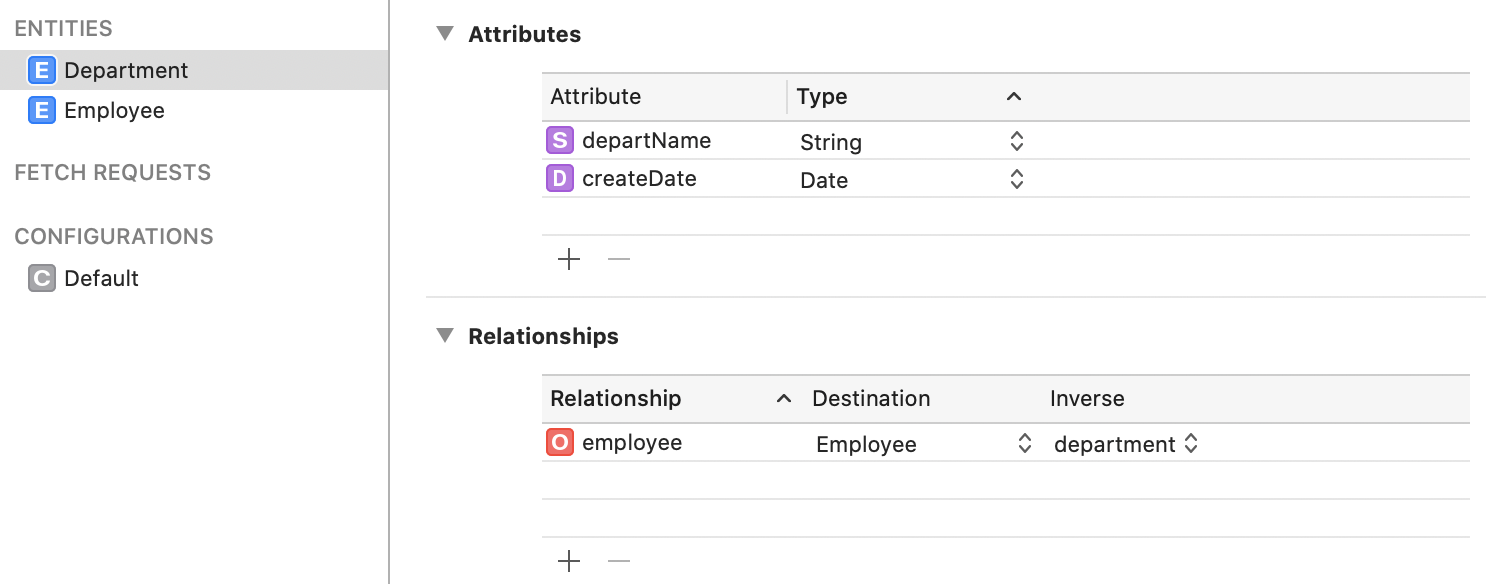 ENTITIES
E Department
E Employee
FETCH REQUESTS
CONFIGURATIONS
C Default
Attributes
Attribute Type
S departName String
D createDate Date
Relationships
Relationship Destination Inverse
O employee Employee department